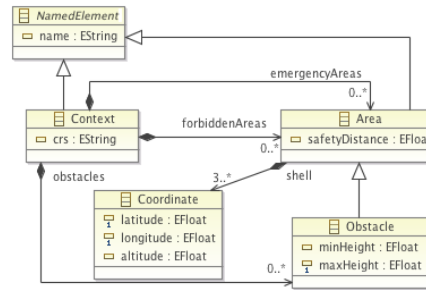 NamedElement
name : EString
emergencyAreas
0..*
Context
crs : EString
forbiddenAreas
0..*
Area
safetyDistance : EFloa
obstacles
shell
3..*
Coordinate
latitude : EFloat
longitude : EFloat
altitude : EFloat
Obstacle
minHeight : EFloat
maxHeight : EFloat
0..*